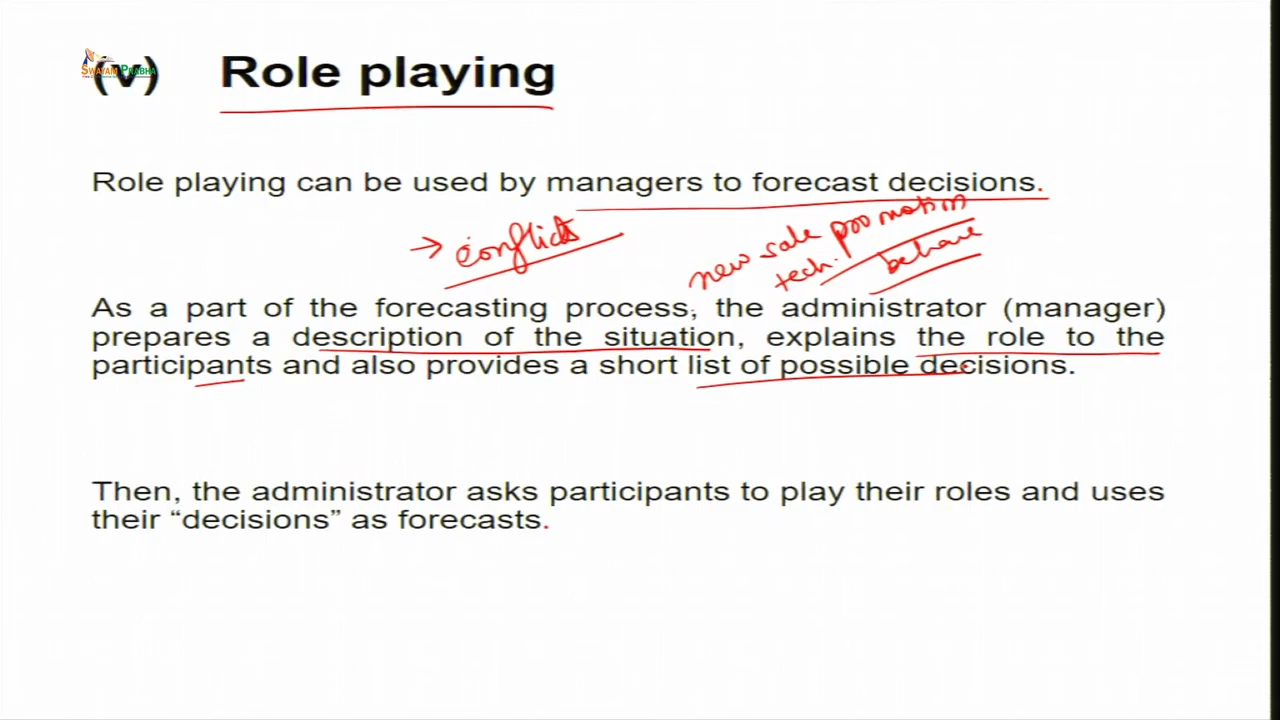 SWAYAM PRABHA
(v) Role playing
Role playing can be used by managers to forecast decisions.
→ conflicts
new sale promotion
tech.
behave
As a part of the forecasting process, the administrator (manager)
prepares a description of the situation, explains the role to the
participants and also provides a short list of possible decisions.
Then, the administrator asks participants to play their roles and uses
their “decisions” as forecasts.